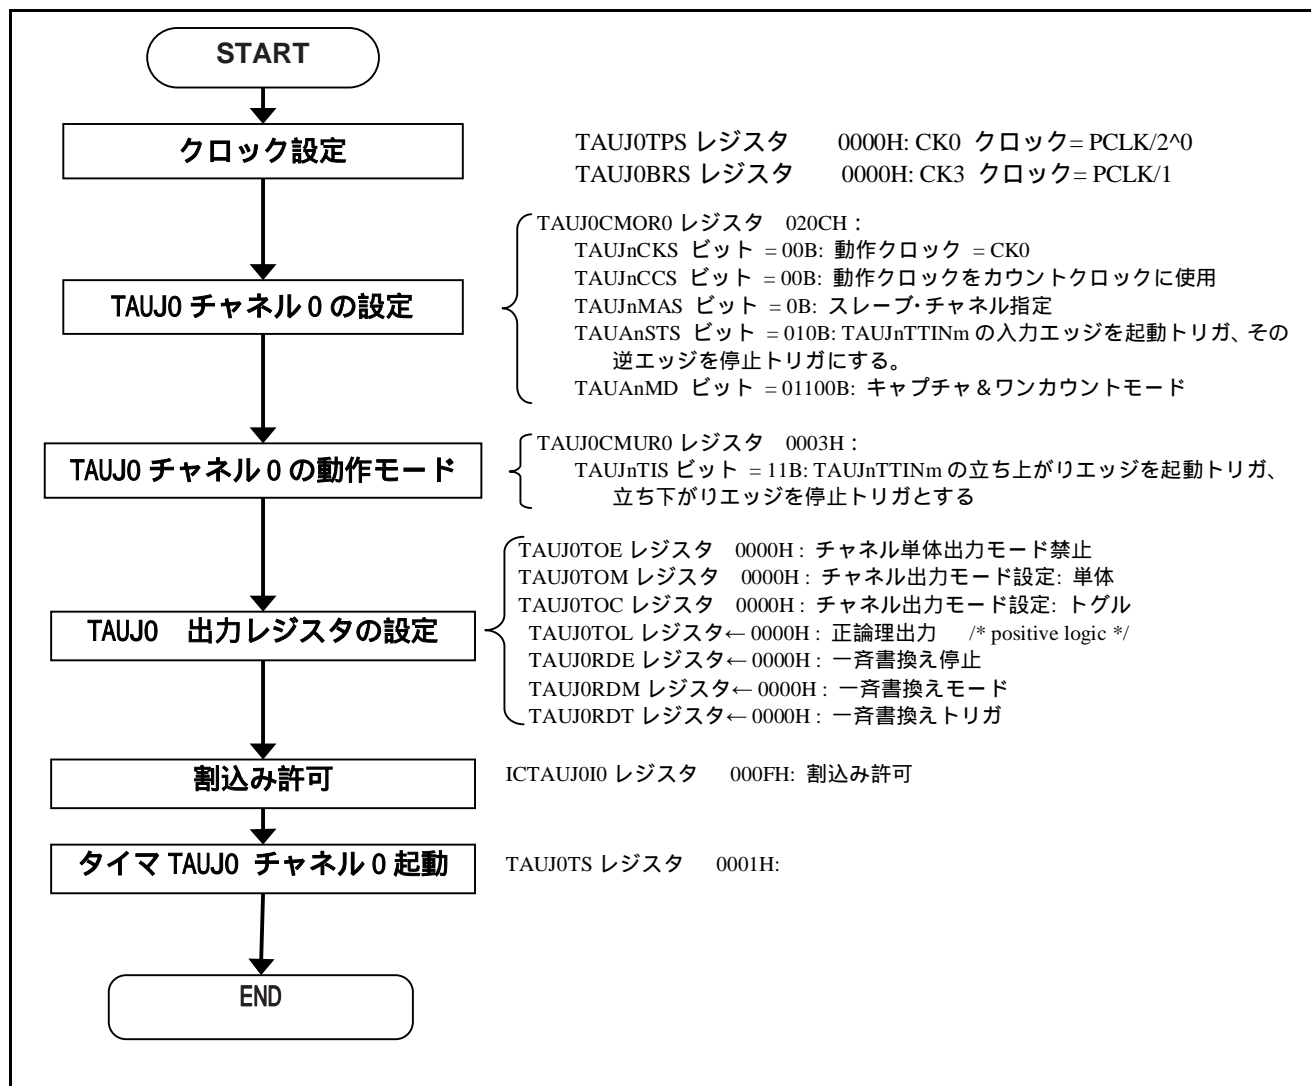 START
クロック設定
TAUJ0TPS レジスタ 0000H: CK0 クロック= PCLK/2^0
TAUJ0BRS レジスタ 0000H: CK3 クロック= PCLK/1
TAUJ0 チャネル 0 の設定
TAUJ0CMOR0 レジスタ 020CH :
TAUJnCKS ビット = 00B: 動作クロック = CK0
TAUJnCCS ビット = 00B: 動作クロックをカウントクロックに使用
TAUJnMAS ビット = 0B: スレーブ・チャネル指定
TAUAnSTS ビット = 010B: TAUJnTTINm の入力エッジを起動トリガ、その
逆エッジを停止トリガにする。
TAUAnMD ビット = 01100B: キャプチャ＆ワンカウントモード
TAUJ0 チャネル 0 の動作モード
TAUJ0CMUR0 レジスタ 0003H :
TAUJnTIS ビット = 11B: TAUJnTTINm の立ち上がりエッジを起動トリガ、
立ち下がりエッジを停止トリガとする
TAUJ0 出力レジスタの設定
TAUJ0TOE レジスタ 0000H : チャネル単体出力モード禁止
TAUJ0TOM レジスタ 0000H : チャネル出力モード設定: 単体
TAUJ0TOC レジスタ 0000H : チャネル出力モード設定: トグル
TAUJ0TOL レジスタ← 0000H : 正論理出力 /* positive logic */
TAUJ0RDE レジスタ← 0000H : 一斉書換え停止
TAUJ0RDM レジスタ← 0000H : 一斉書換えモード
TAUJ0RDT レジスタ← 0000H : 一斉書換えトリガ
割込み許可
ICTAUJ0I0 レジスタ 000FH: 割込み許可
タイマ TAUJ0 チャネル 0 起動
TAUJ0TS レジスタ 0001H:
END